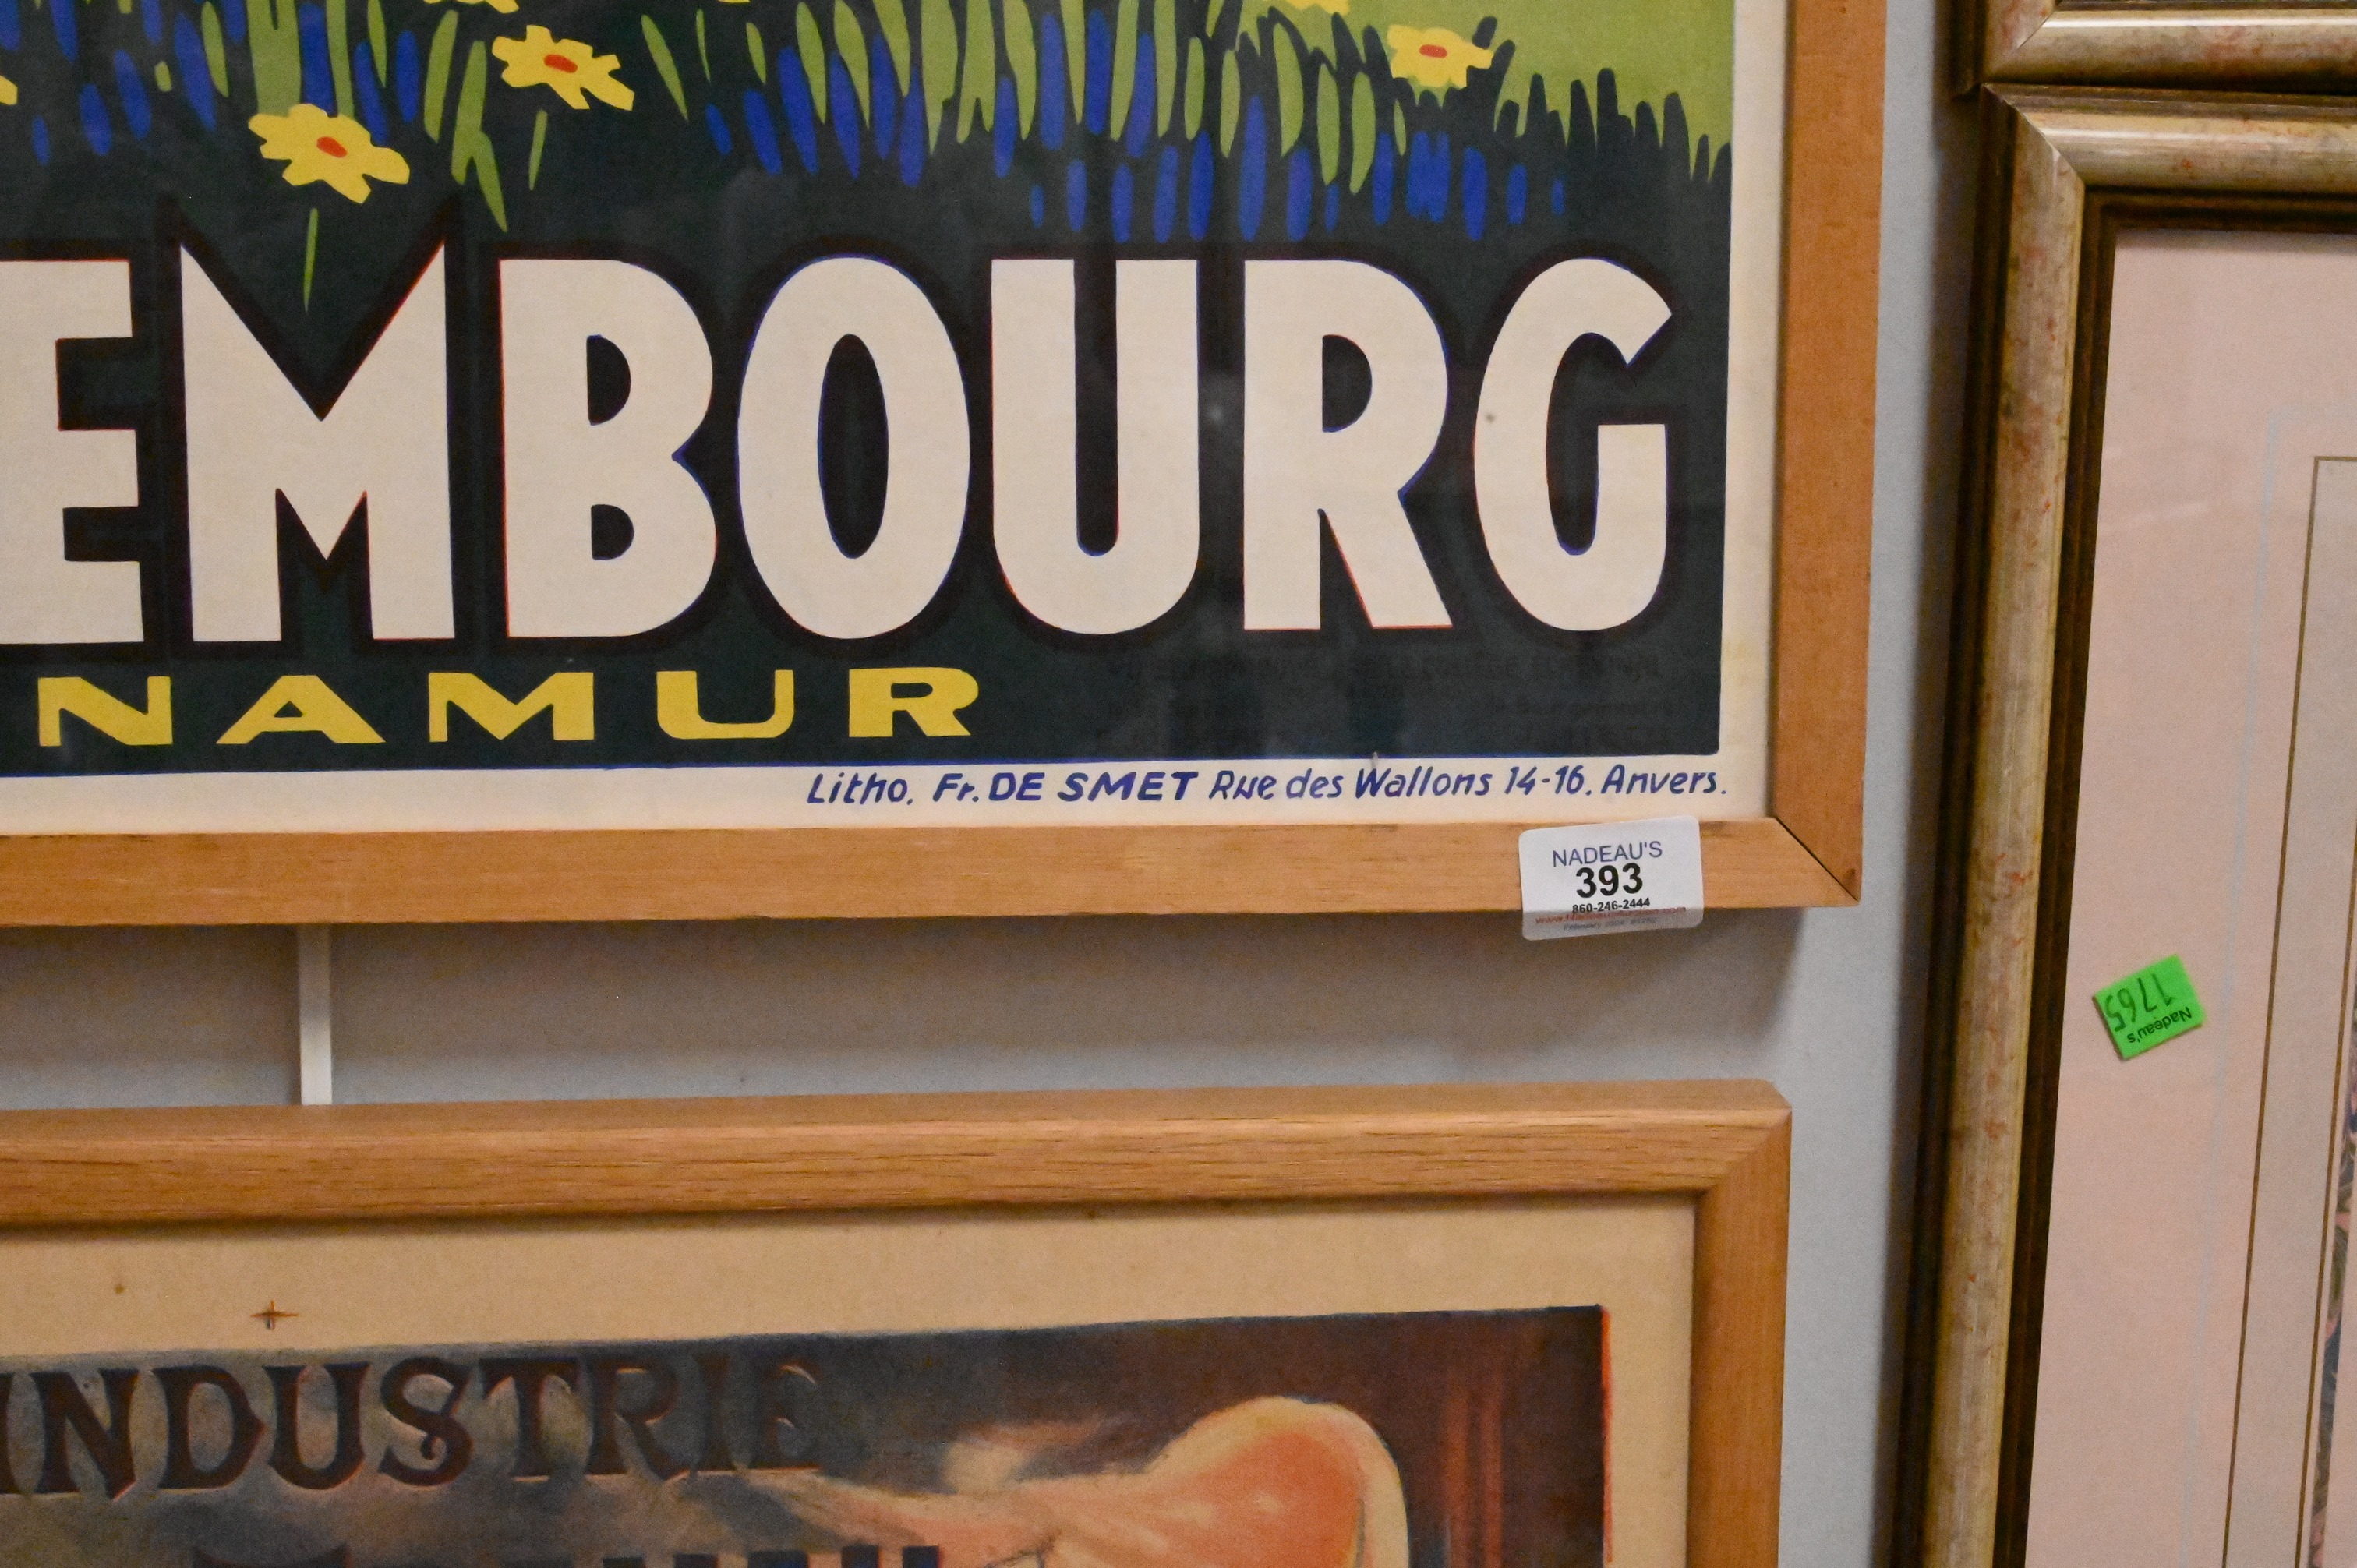 EMBOURG
NAMUR
Litho. Fr. DE SMET Rue des Wallons 14-16. Anvers.
NADEAU'S
393
860-246-2444
Nadeau's
1765
INDUSTRIE